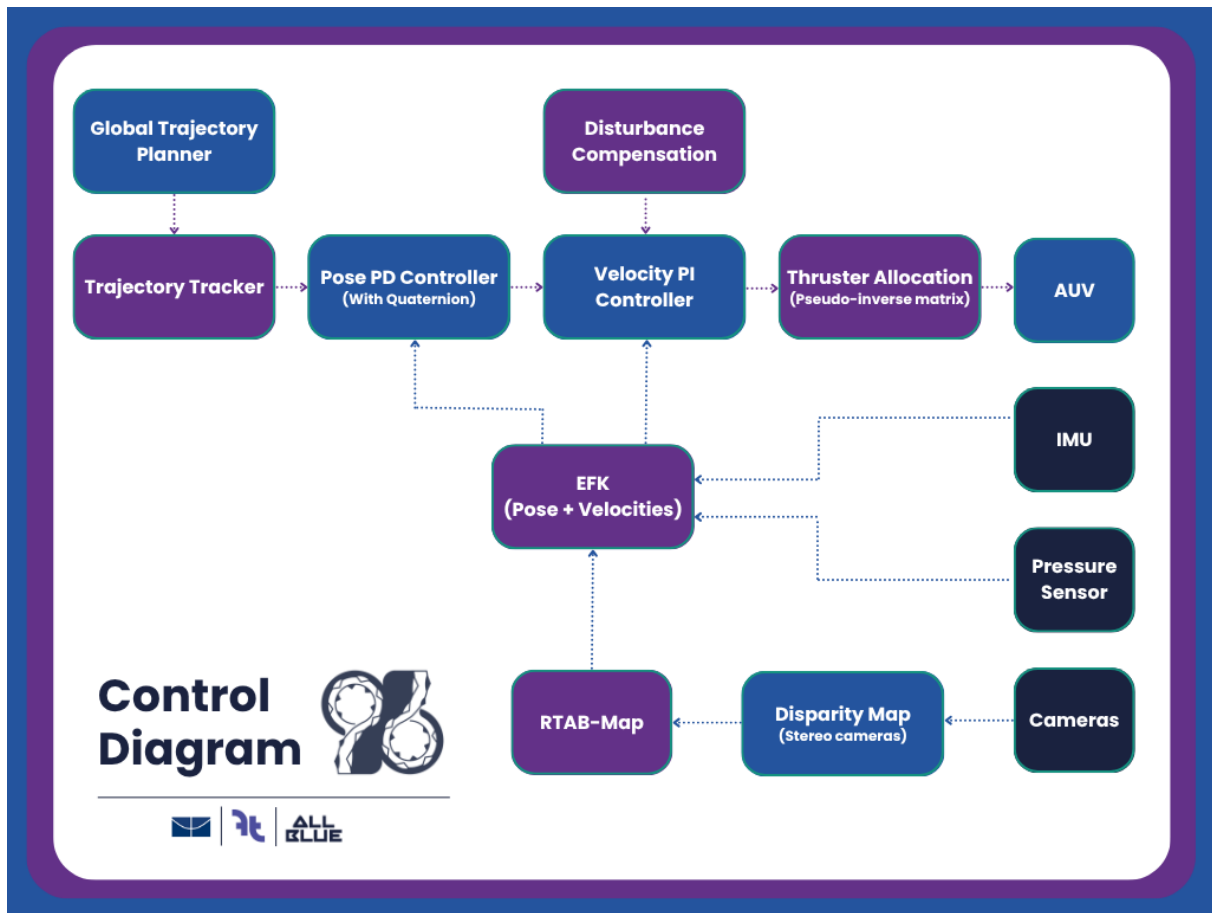 Global Trajectory
Planner
Disturbance
Compensation
Trajectory Tracker
Pose PD Controller
(With Quaternion)
Velocity PI
Controller
Thruster Allocation
(Pseudo-inverse matrix)
AUV
IMU
EFK
(Pose + Velocities)
Pressure
Sensor
RTAB-Map
Disparity Map
(Stereo cameras)
Cameras
Control
Diagram
ALL
BLUE